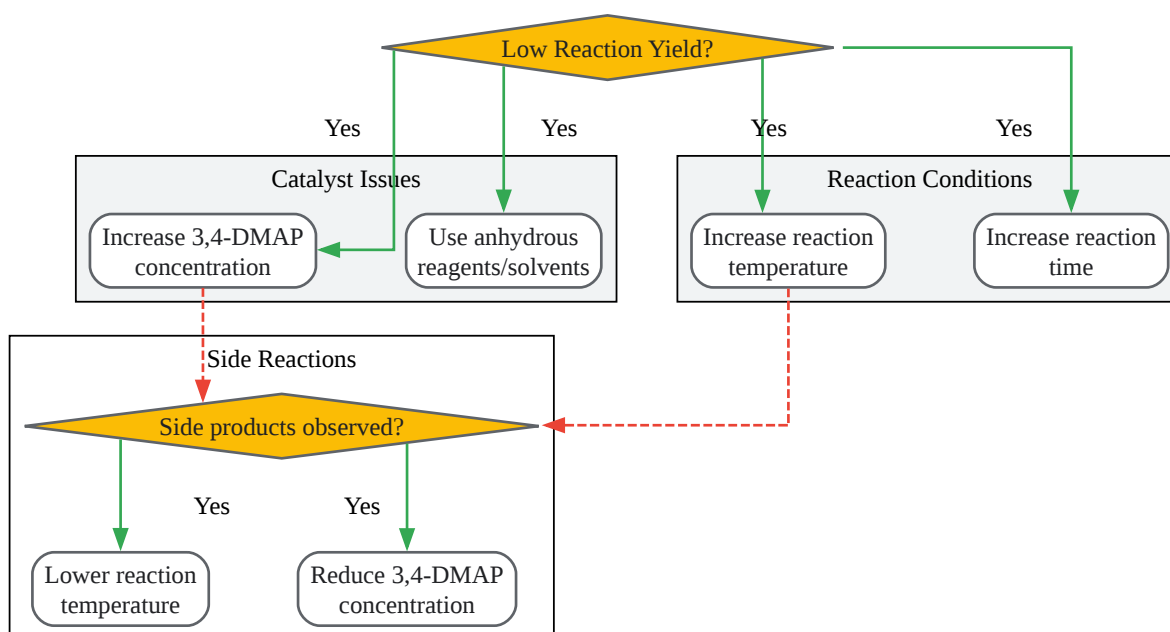 Low Reaction Yield?
Yes
Yes
Yes
Yes
Catalyst Issues
Reaction Conditions
Increase 3,4-DMAP
concentration
Use anhydrous
reagents/solvents
Increase reaction
temperature
Increase reaction
time
Side Reactions
Side products observed?
Yes
Yes
Lower reaction
temperature
Reduce 3,4-DMAP
concentration